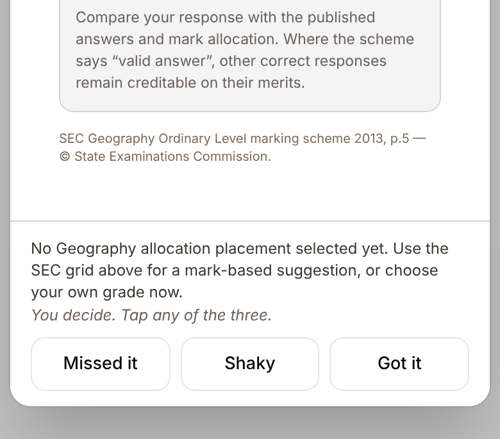 Compare your response with the published
answers and mark allocation. Where the scheme
says “valid answer”, other correct responses
remain creditable on their merits.
SEC Geography Ordinary Level marking scheme 2013, p.5 —
© State Examinations Commission.
No Geography allocation placement selected yet. Use the
SEC grid above for a mark-based suggestion, or choose
your own grade now.
You decide. Tap any of the three.
Missed it
Shaky
Got it